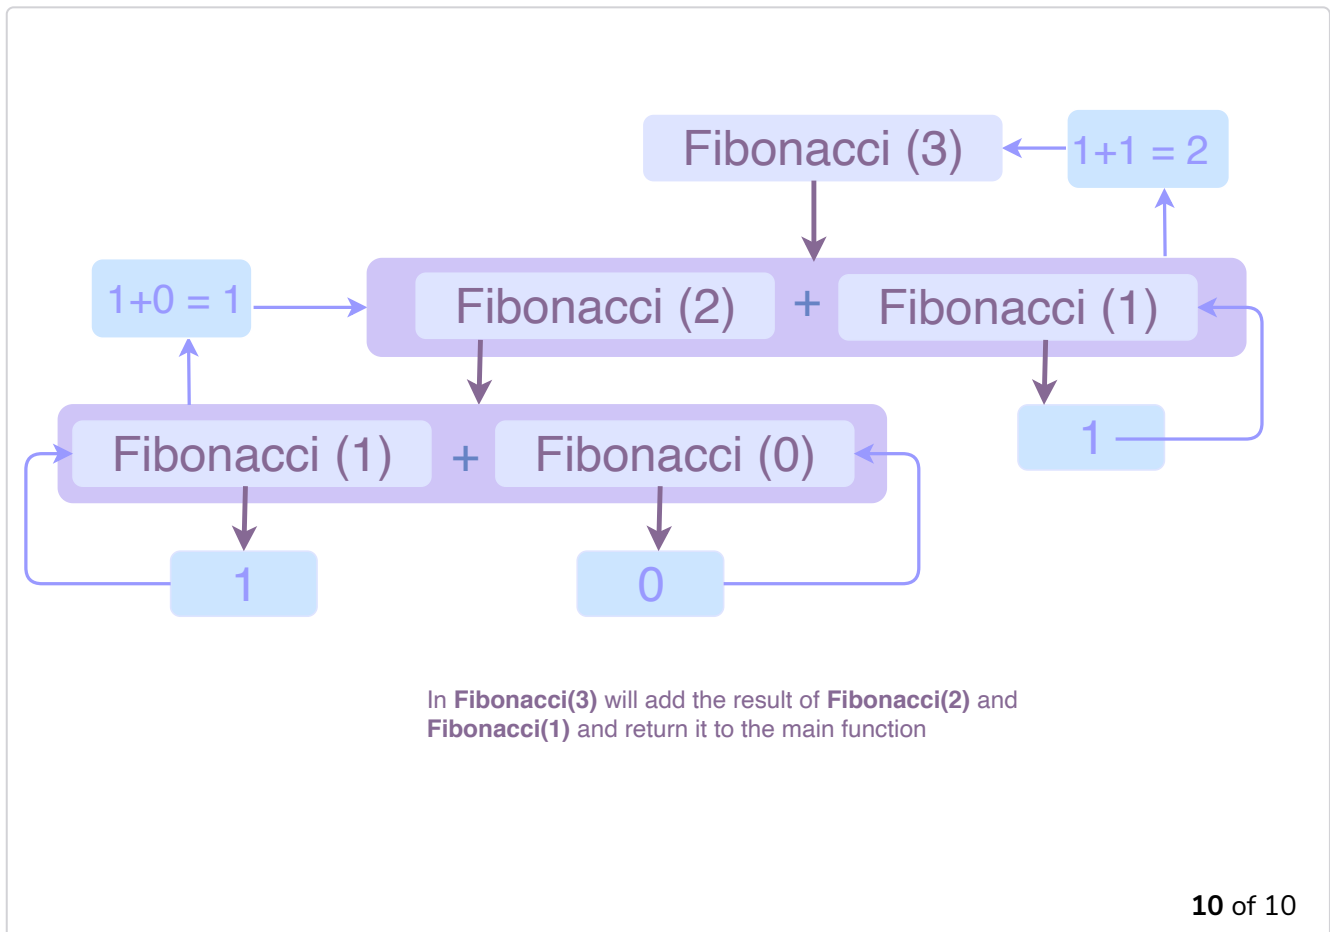 Fibonacci (3)
1+1 = 2
1+0 = 1
Fibonacci (2) + Fibonacci (1)
Fibonacci (1) + Fibonacci (0)
1
1
0
In Fibonacci(3) will add the result of Fibonacci(2) and
Fibonacci(1) and return it to the main function
10 of 10